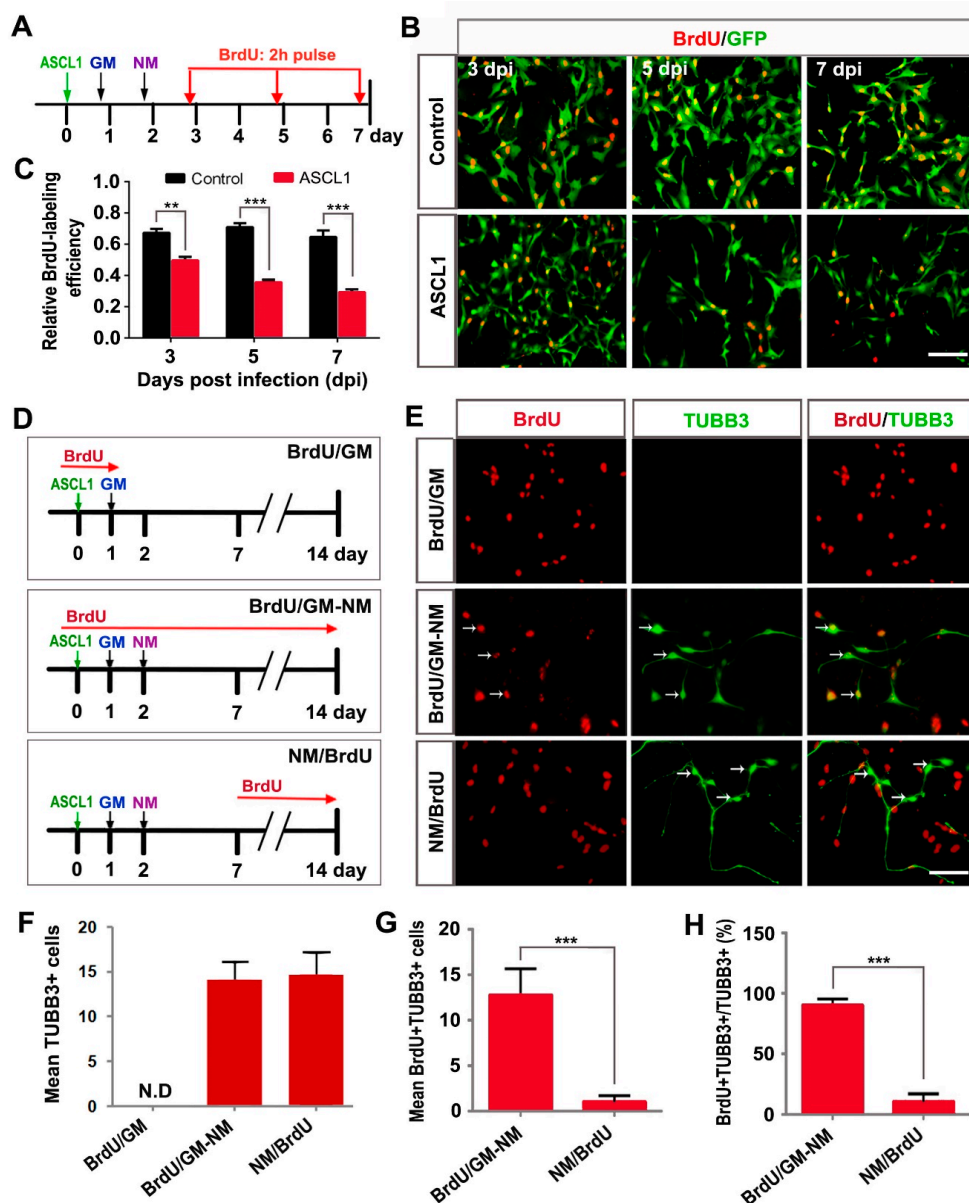 A
ASCL1 GM NM BrdU: 2h pulse
0 1 2 3 4 5 6 7 day
B
BrdU/GFP
3 dpi 5 dpi 7 dpi
Control
ASCL1
C
Control ASCL1
Relative BrdU-labeling
efficiency
1.0
0.8
0.6
0.4
0.2
0.0
** *** ***
3 5 7
Days post infection (dpi)
D
BrdU/GM
BrdU
ASCL1 GM
0 1 2 7 14 day
BrdU/GM-NM
BrdU
ASCL1 GM NM
0 1 2 7 14 day
NM/BrdU
BrdU
ASCL1 GM NM
0 1 2 7 14 day
E
BrdU TUBB3 BrdU/TUBB3
BrdU/GM
BrdU/GM-NM
NM/BrdU
F
Mean TUBB3+ cells
20
15
10
5
0
N.D
BrdU/GM BrdU/GM-NM NM/BrdU
G
Mean BrdU+TUBB3+ cells
20
15
10
5
0
***
BrdU/GM-NM NM/BrdU
H
BrdU+TUBB3+/TUBB3+ (%)
150
100
50
0
***
BrdU/GM-NM NM/BrdU